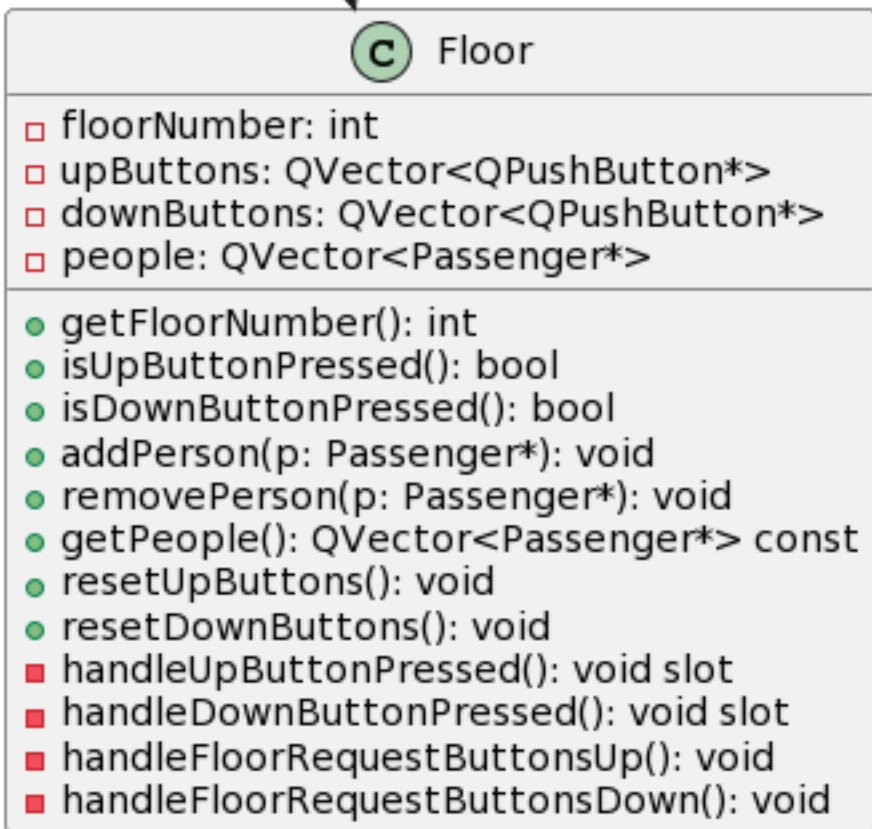 C Floor
floorNumber: int
upButtons: QVector<QPushButton*>
downButtons: QVector<QPushButton*>
people: QVector<Passenger*>
getFloorNumber(): int
isUpButtonPressed(): bool
isDownButtonPressed(): bool
addPerson(p: Passenger*): void
removePerson(p: Passenger*): void
getPeople(): QVector<Passenger*> const
resetUpButtons(): void
resetDownButtons(): void
handleUpButtonPressed(): void slot
handleDownButtonPressed(): void slot
handleFloorRequestButtonsUp(): void
handleFloorRequestButtonsDown(): void